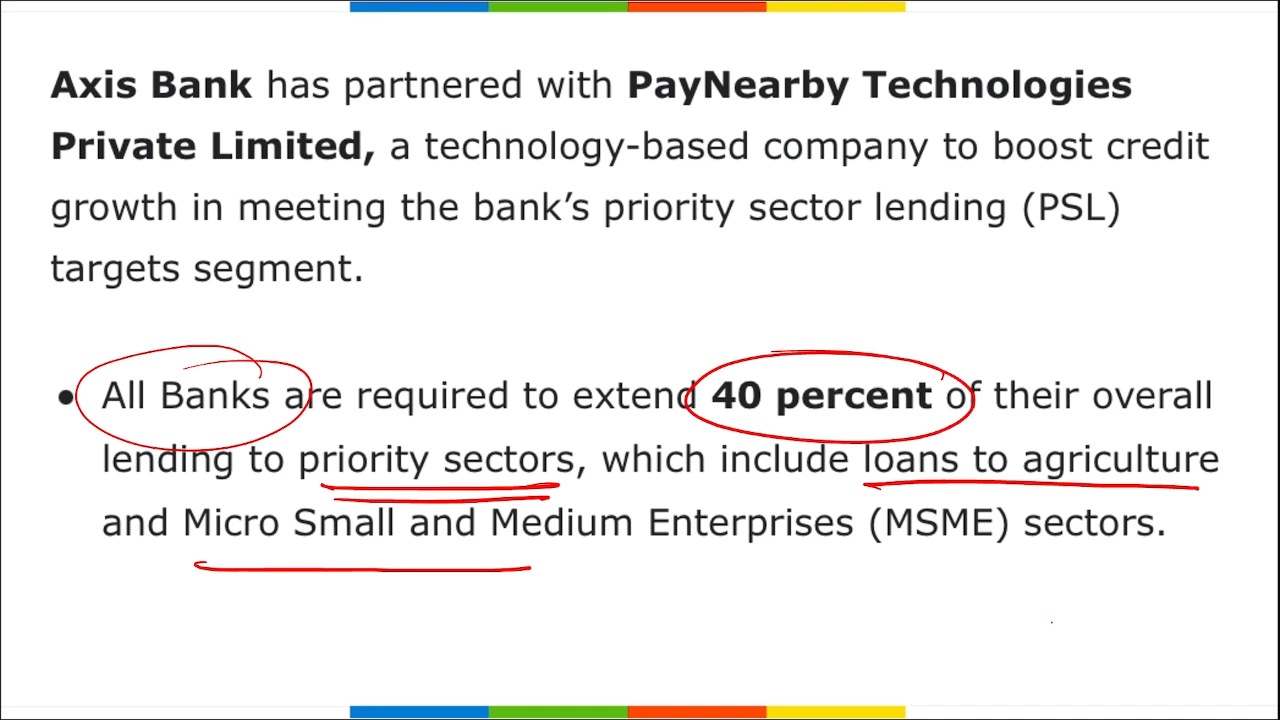 Axis Bank has partnered with PayNearby Technologies
Private Limited, a technology-based company to boost credit
growth in meeting the bank’s priority sector lending (PSL)
targets segment.
● All Banks are required to extend 40 percent of their overall
lending to priority sectors, which include loans to agriculture
and Micro Small and Medium Enterprises (MSME) sectors.